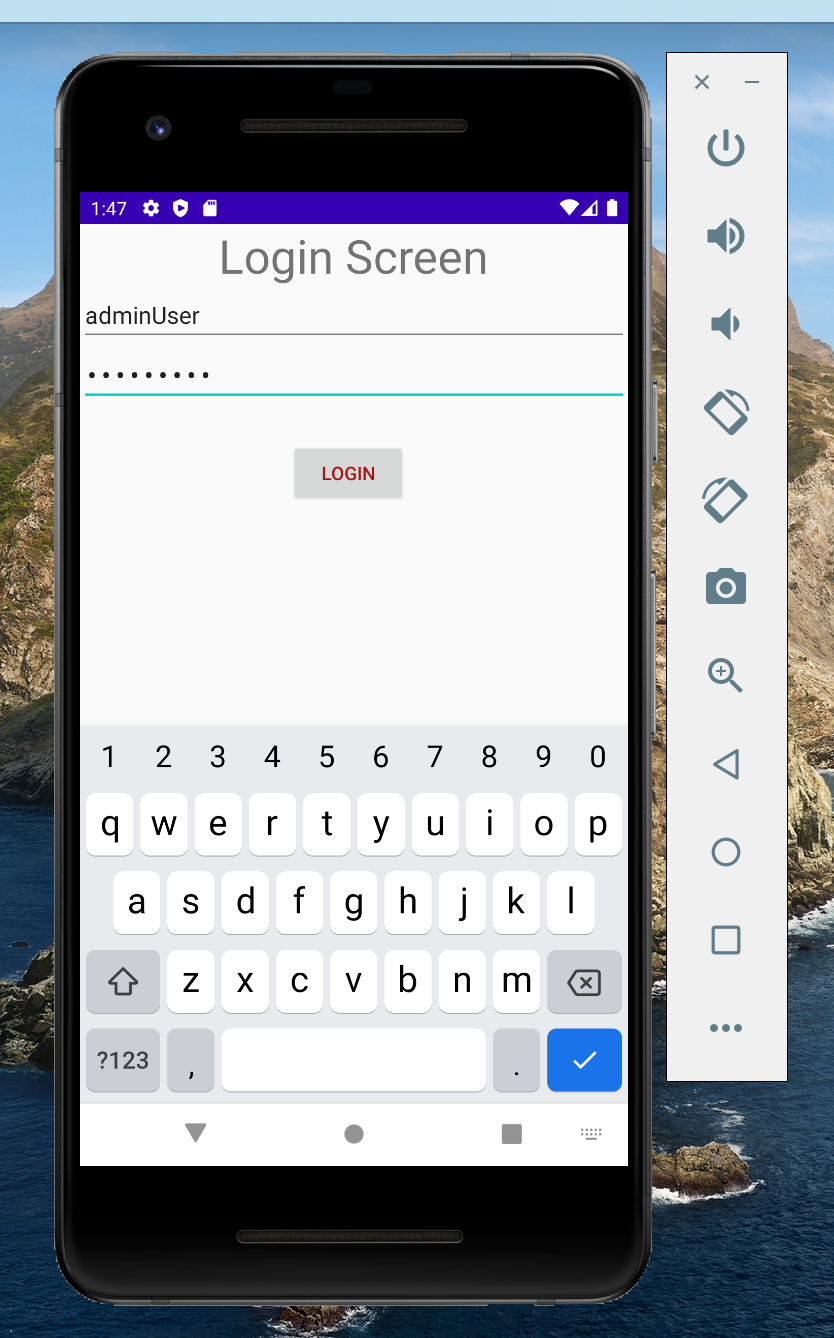 1:47
Login Screen
adminUser
•••••••••
LOGIN
1 2 3 4 5 6 7 8 9 0
q w e r t y u i o p
a s d f g h j k l
z x c v b n m
?123 , .